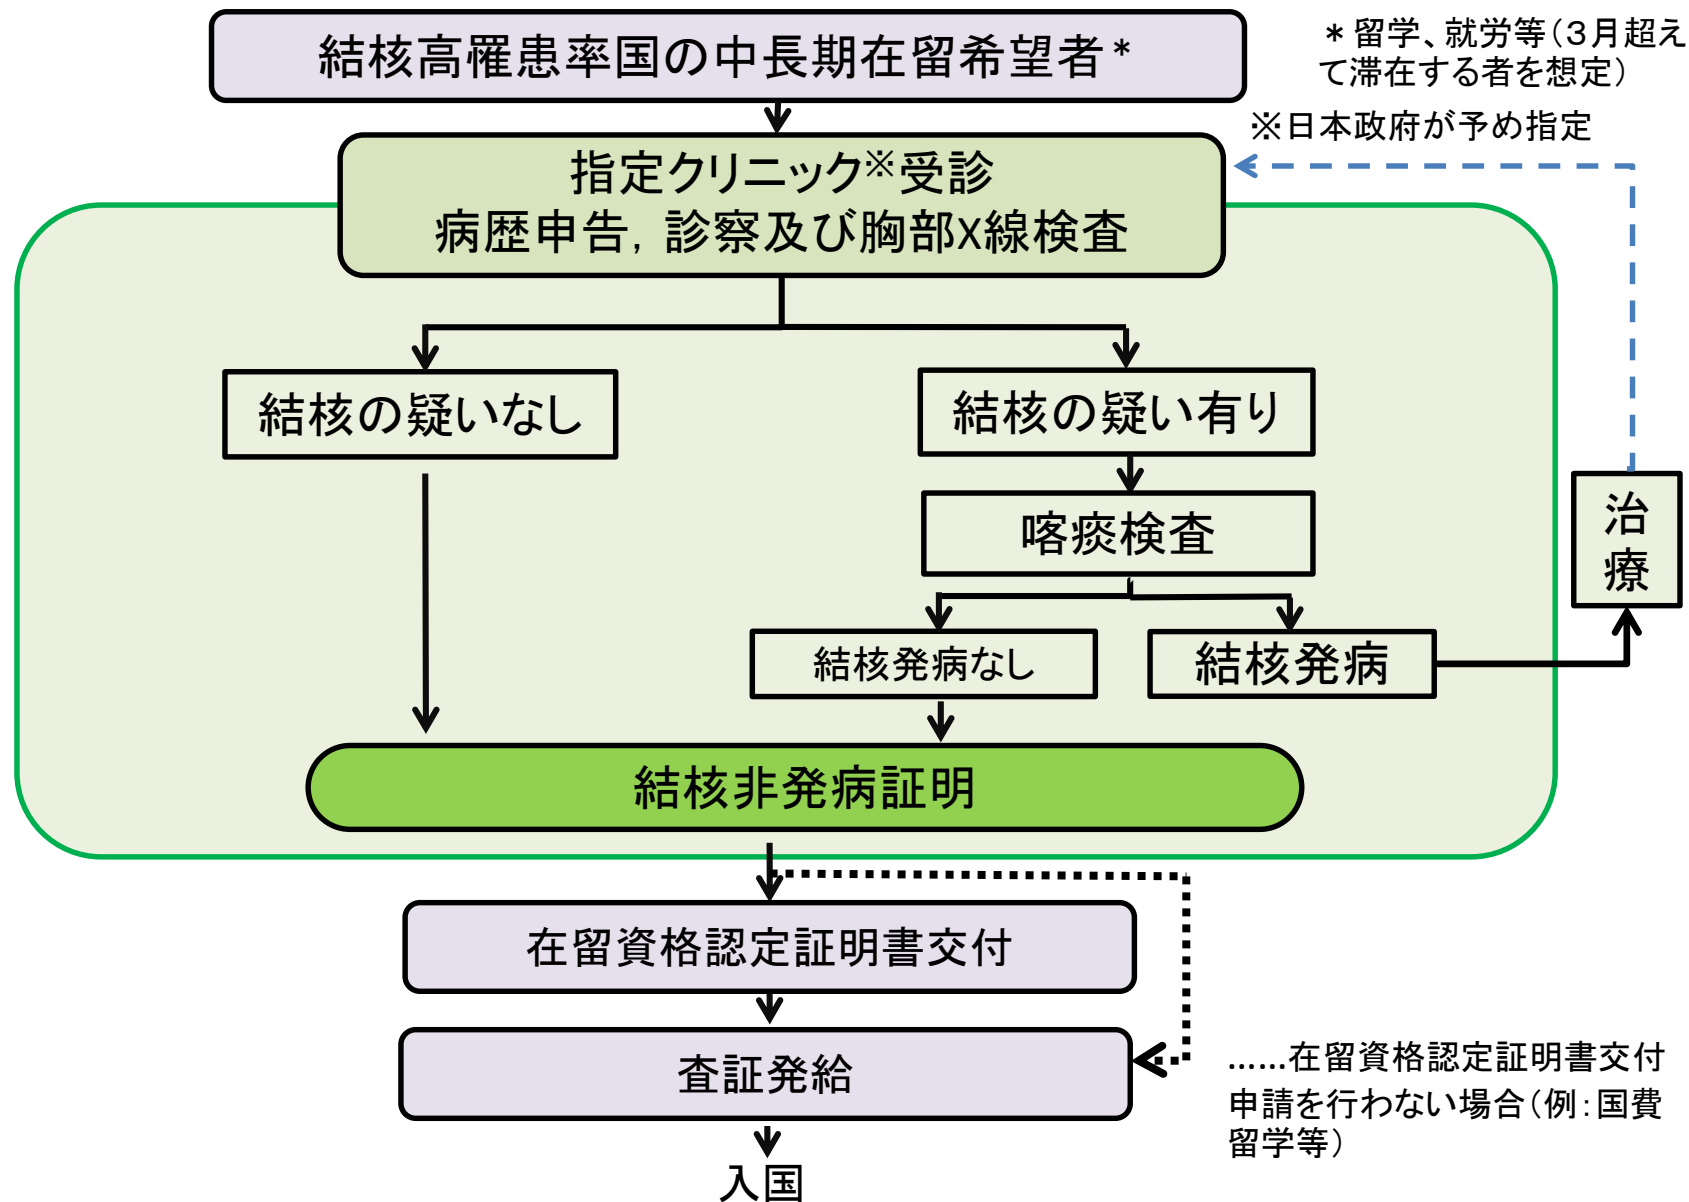 結核高罹患率国の中長期在留希望者*
* 留学、就労等（３月超え
て滞在する者を想定）
※日本政府が予め指定
指定クリニック※受診
病歴申告，診察及び胸部X線検査
結核の疑いなし
結核の疑い有り
喀痰検査
治
療
結核発病なし
結核発病
結核非発病証明
在留資格認定証明書交付
査証発給
……在留資格認定証明書交付
申請を行わない場合（例：国費
留学等）
入国